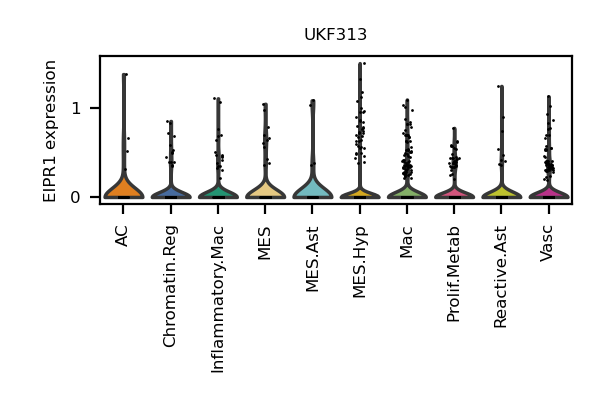 UKF313
EIPR1 expression
1
0
AC
Chromatin.Reg
Inflammatory.Mac
MES
MES.Ast
MES.Hyp
Mac
Prolif.Metab
Reactive.Ast
Vasc